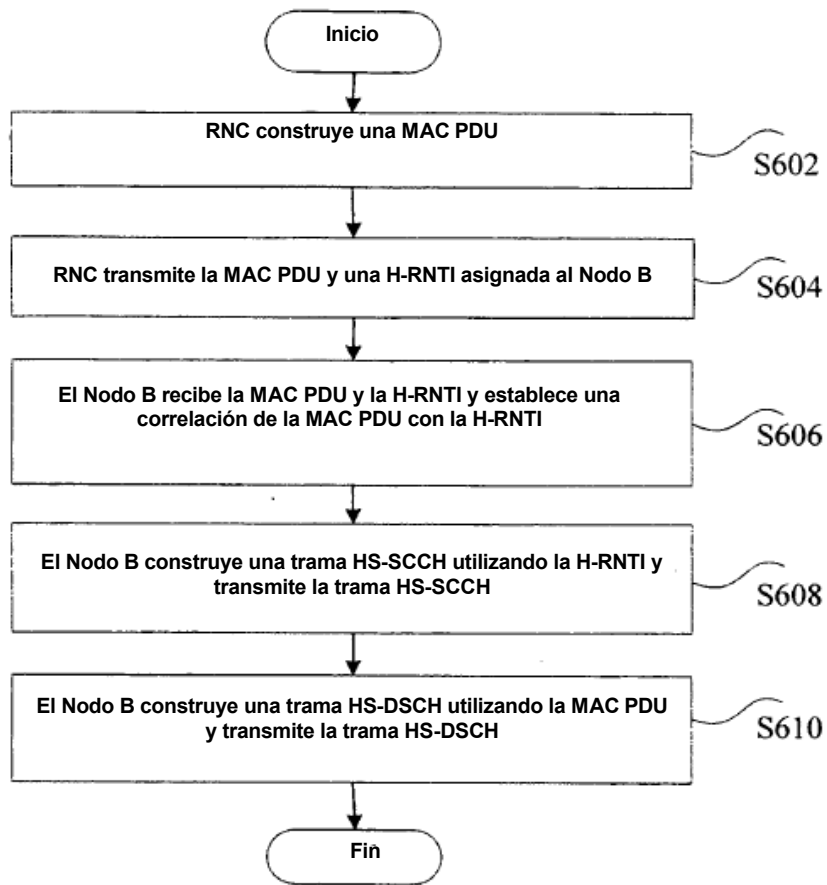 Inicio
RNC construye una MAC PDU
S602
RNC transmite la MAC PDU y una H-RNTI asignada al Nodo B
S604
El Nodo B recibe la MAC PDU y la H-RNTI y establece una
correlación de la MAC PDU con la H-RNTI
S606
El Nodo B construye una trama HS-SCCH utilizando la H-RNTI y
transmite la trama HS-SCCH
S608
El Nodo B construye una trama HS-DSCH utilizando la MAC PDU
y transmite la trama HS-DSCH
S610
Fin